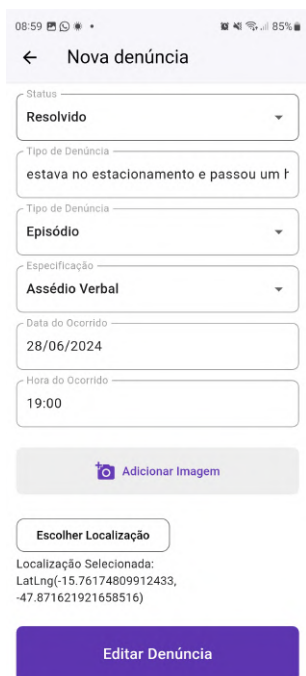 08:59
85%
Nova denúncia
Status
Resolvido
Tipo de Denúncia
estava no estacionamento e passou um h
Tipo de Denúncia
Episódio
Especificação
Assédio Verbal
Data do Ocorrido
28/06/2024
Hora do Ocorrido
19:00
Adicionar Imagem
Escolher Localização
Localização Selecionada:
LatLng(-15.76174809912433,
-47.871621921658516)
Editar Denúncia